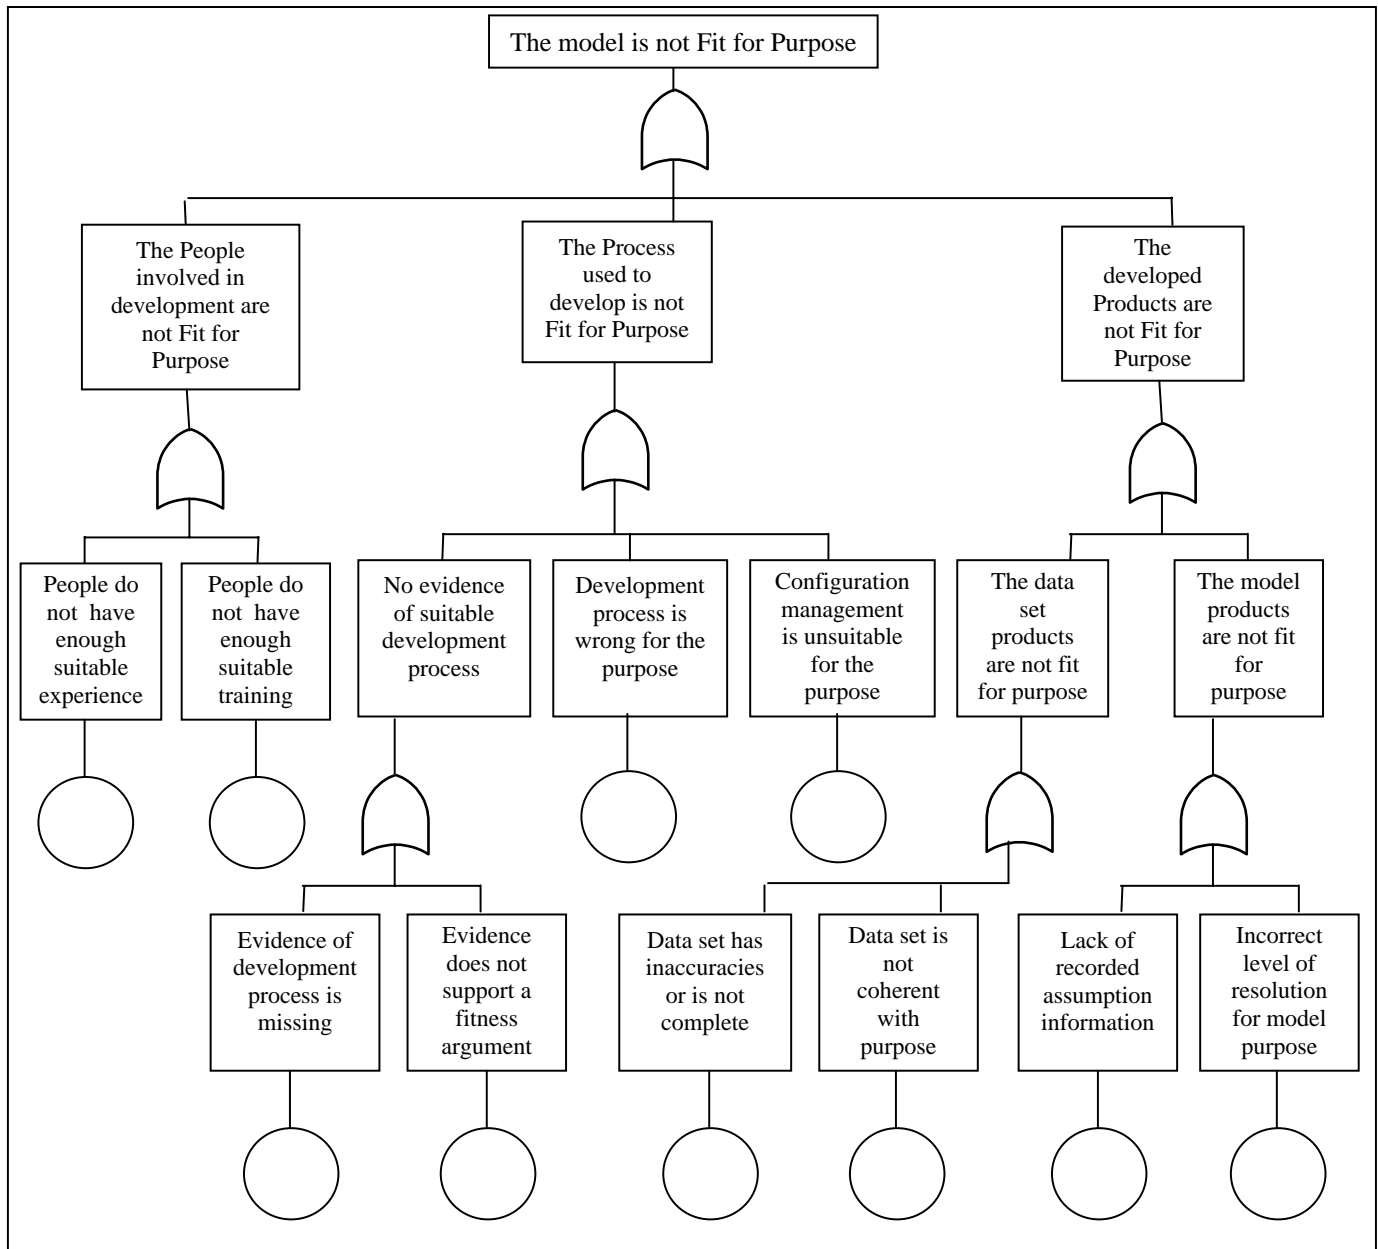 The model is not Fit for Purpose
The People
involved in
development are
not Fit for
Purpose
The Process
used to
develop is not
Fit for Purpose
The
developed
Products are
not Fit for
Purpose
People do
not have
enough
suitable
experience
People do
not have
enough
suitable
training
No evidence
of suitable
development
process
Development
process is
wrong for the
purpose
Configuration
management
is unsuitable
for the
purpose
The data
set
products
are not fit
for purpose
The model
products
are not fit
for
purpose
Evidence of
development
process is
missing
Evidence
does not
support a
fitness
argument
Data set has
inaccuracies
or is not
complete
Data set is
not
coherent
with
purpose
Lack of
recorded
assumption
information
Incorrect
level of
resolution
for model
purpose